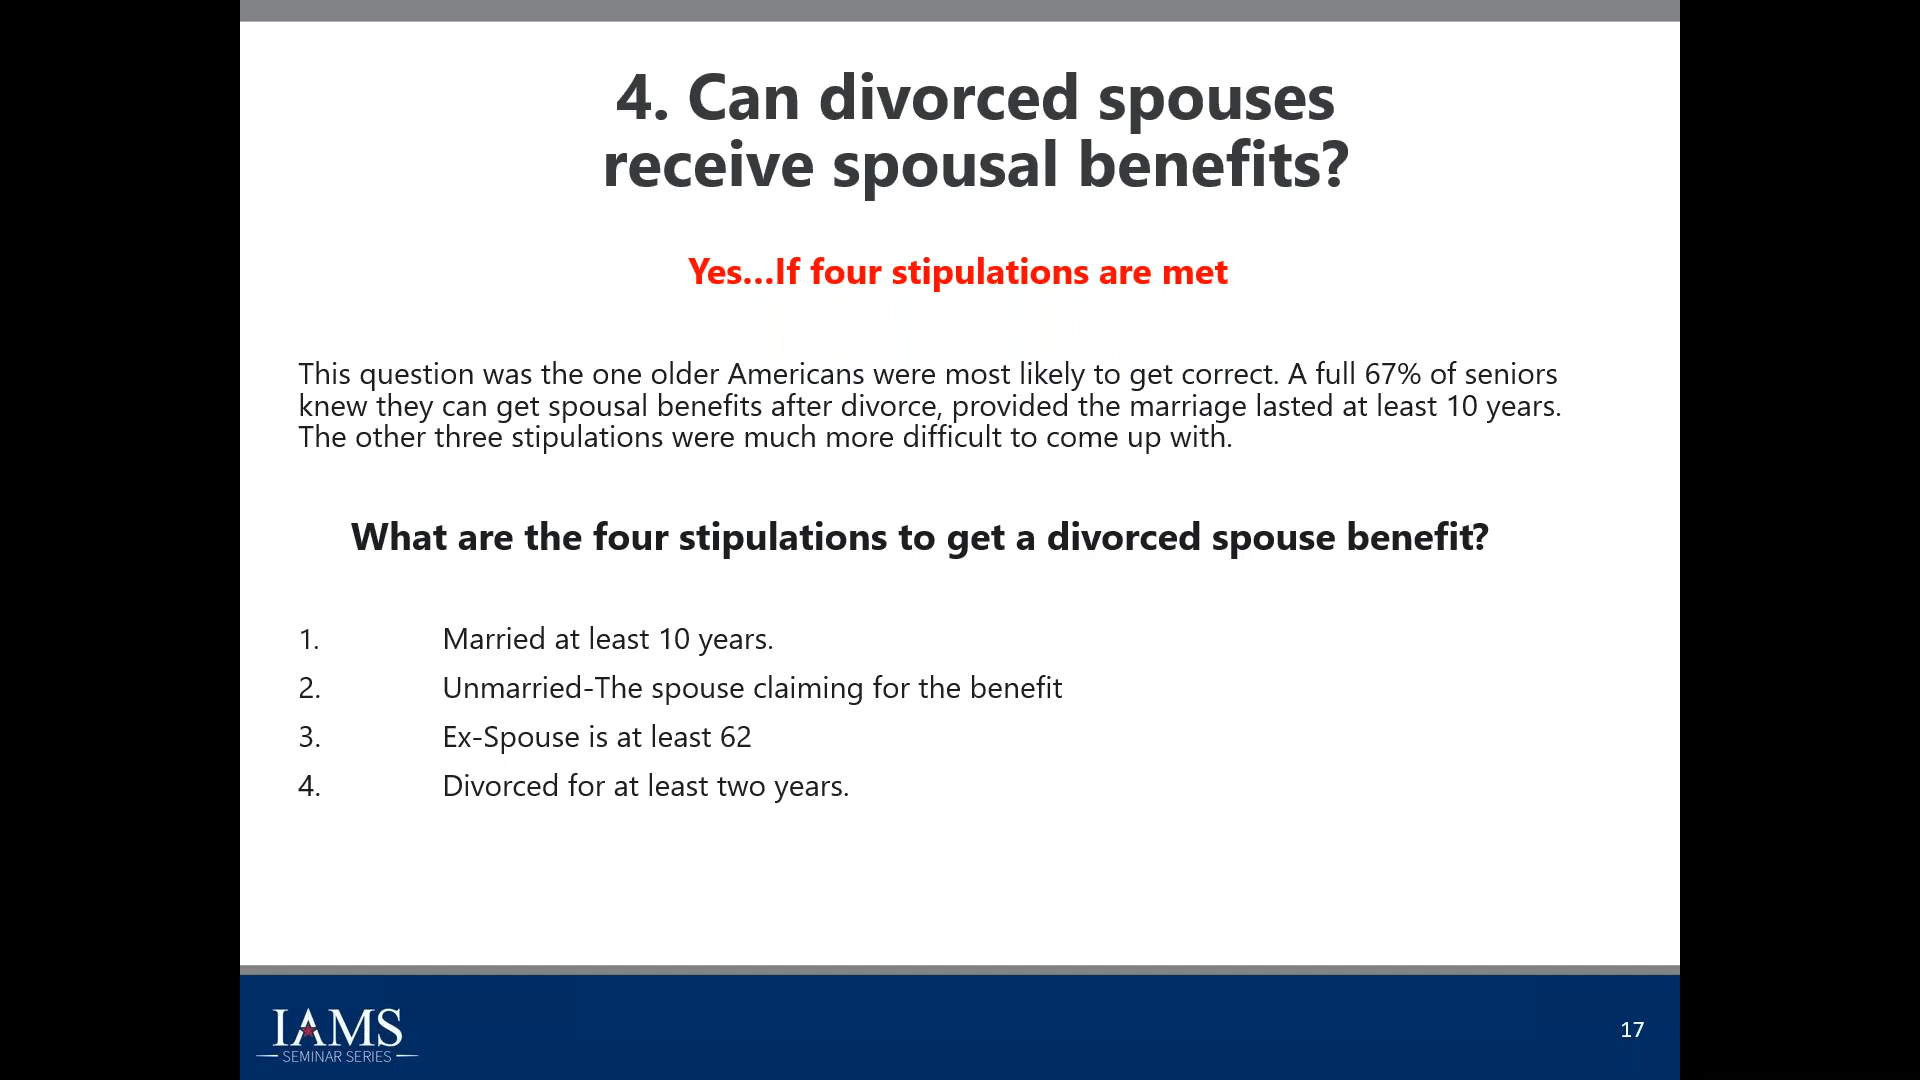 4. Can divorced spouses
receive spousal benefits?
Yes...If four stipulations are met
This question was the one older Americans were most likely to get correct. A full 67% of seniors
knew they can get spousal benefits after divorce, provided the marriage lasted at least 10 years.
The other three stipulations were much more difficult to come up with.
What are the four stipulations to get a divorced spouse benefit?
1. Married at least 10 years.
2. Unmarried-The spouse claiming for the benefit
3. Ex-Spouse is at least 62
4. Divorced for at least two years.
IAMS
SEMINAR SERIES
17